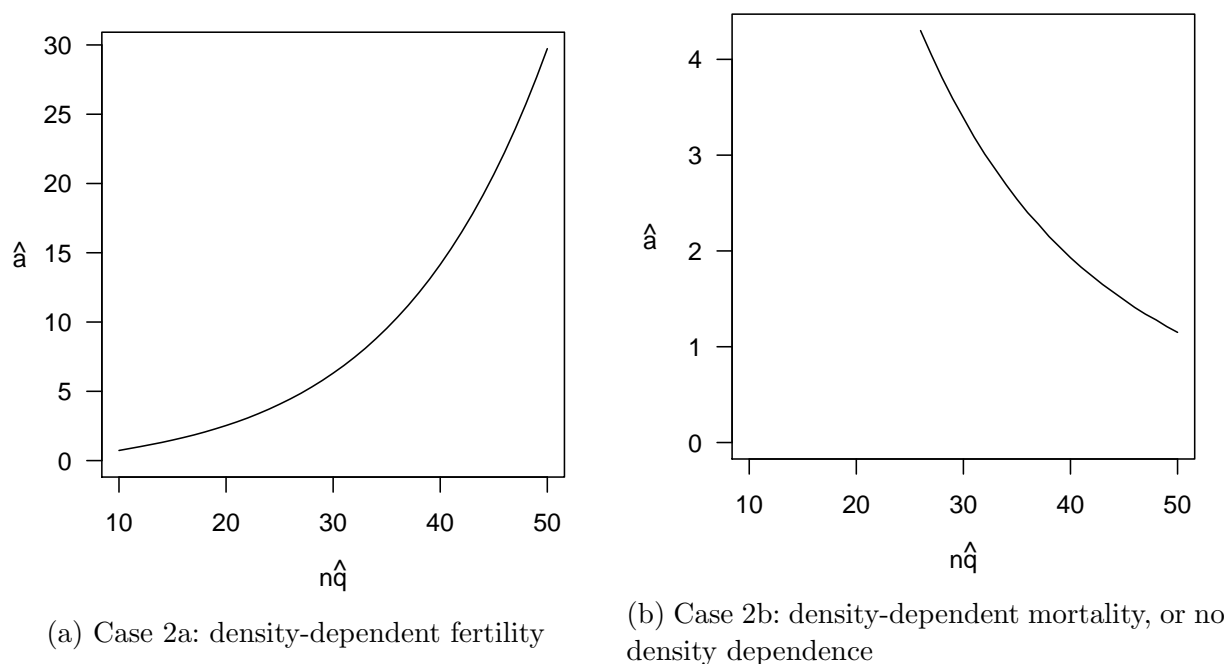 30
25
20
15
10
5
0
â
10 20 30 40 50
nq̂
(a) Case 2a: density-dependent fertility
4
3
2
1
0
â
10 20 30 40 50
nq̂
(b) Case 2b: density-dependent mortality, or no
density dependence